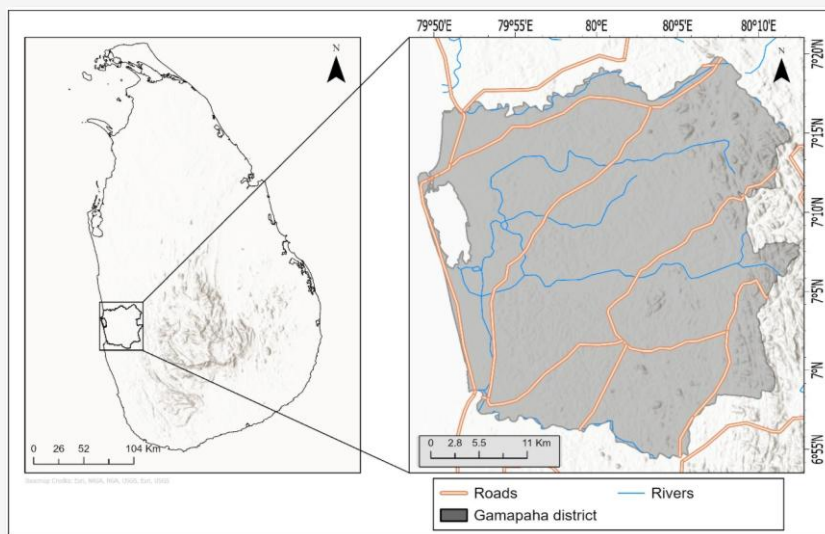 79°50'E 79°55'E 80°0' 80°5'E 80°10'E
N
N
7°20'N
7°15'N
7°10'N
7°5'N
7°N
6°55'N
0 26 52 104 Km
0 2.8 5.5 11 Km
Roads Rivers
Gamapaha district